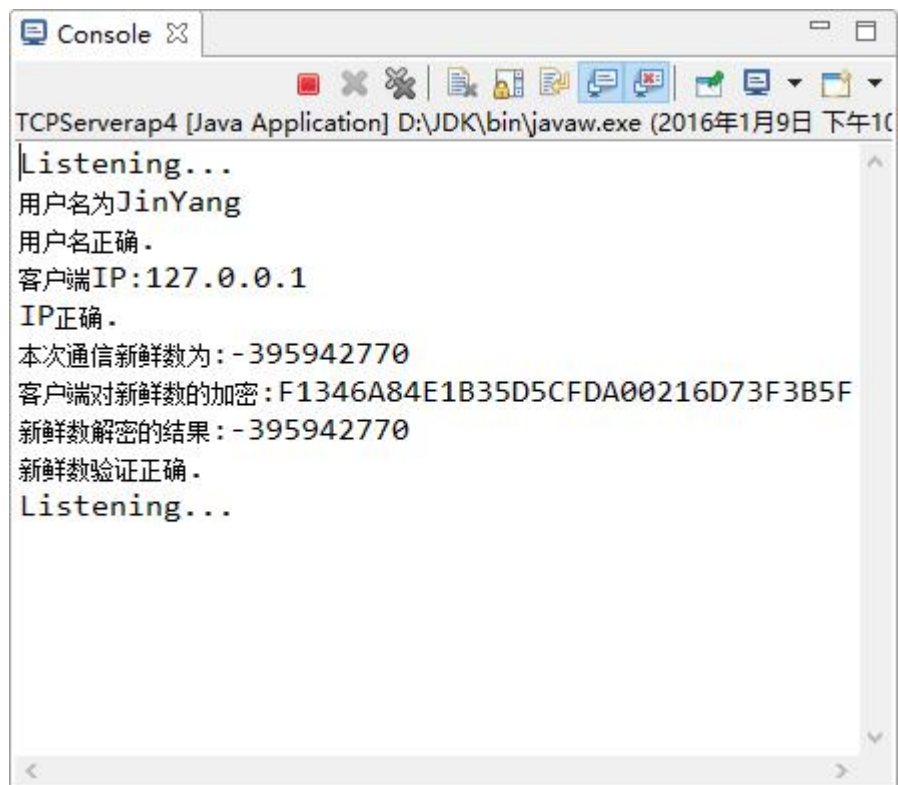 Console
TCPServerap4 [Java Application] D:\JDK\bin\javaw.exe (2016年1月9日 下午10
Listening...
用户名为JinYang
用户名正确.
客户端IP:127.0.0.1
IP正确.
本次通信新鲜数为:-395942770
客户端对新鲜数的加密:F1346A84E1B35D5CFDA00216D73F3B5F
新鲜数解密的结果:-395942770
新鲜数验证正确.
Listening...